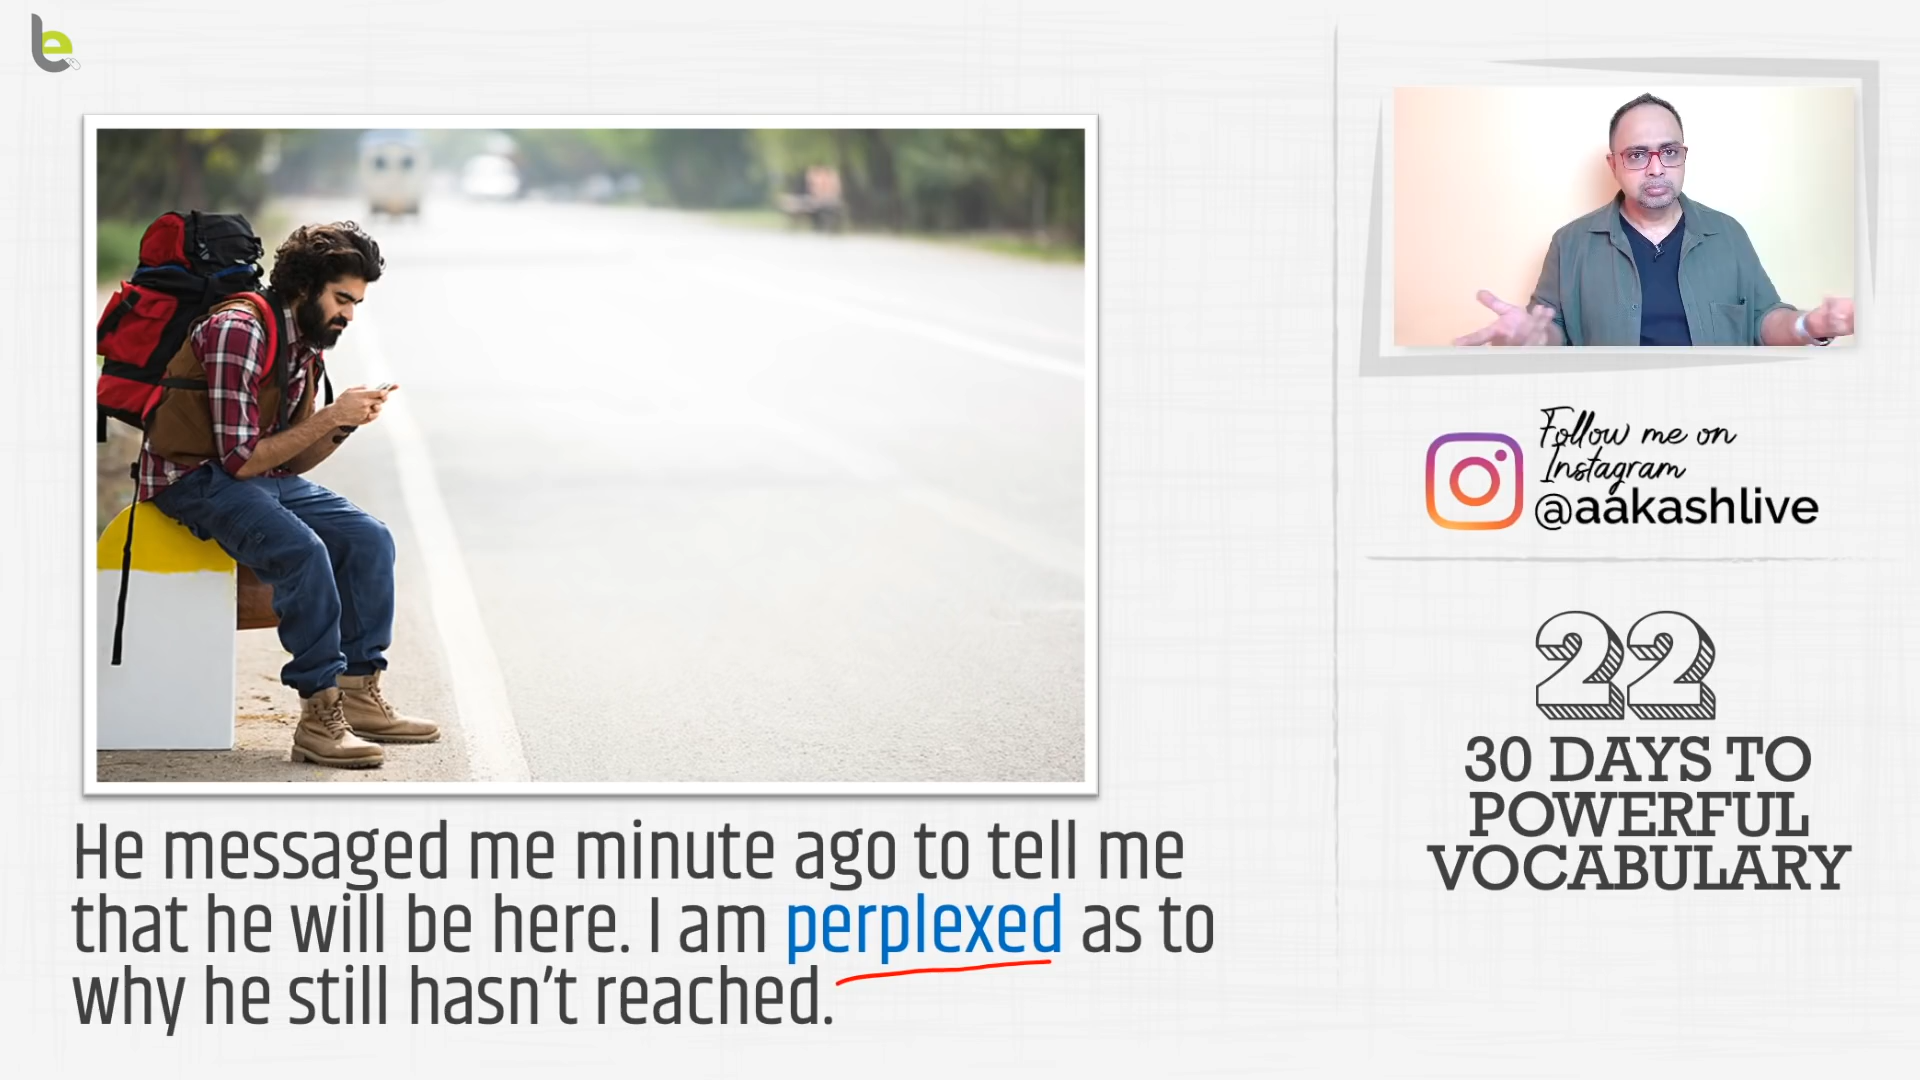 be
He messaged me minute ago to tell me
that he will be here. I am perplexed as to
why he still hasn't reached.
Follow me on
Instagram
@aakashlive
22
30 DAYS TO
POWERFUL
VOCABULARY